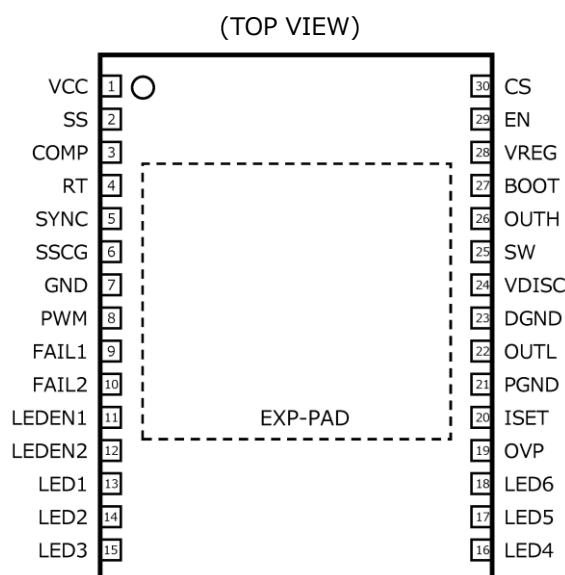 (TOP VIEW)
VCC 1 30 CS
SS 2 29 EN
COMP 3 28 VREG
RT 4 27 BOOT
SYNC 5 26 OUTH
SSCG 6 25 SW
GND 7 24 VDISC
PWM 8 23 DGND
FAIL1 9 22 OUTL
FAIL2 10 21 PGND
LEDEN1 11 EXP-PAD 20 ISET
LEDEN2 12 19 OVP
LED1 13 18 LED6
LED2 14 17 LED5
LED3 15 16 LED4